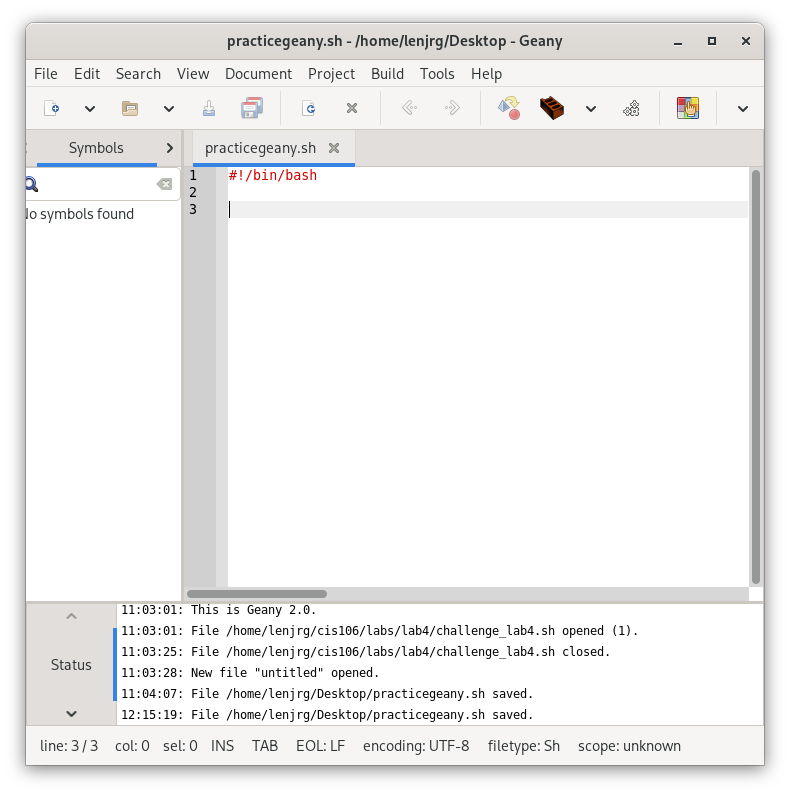 practicegeany.sh - /home/lenjrg/Desktop - Geany
File Edit Search View Document Project Build Tools Help
Symbols
practicegeany.sh
No symbols found
1 #!/bin/bash
2
3
11:03:01: This is Geany 2.0.
11:03:01: File /home/lenjrg/cis106/labs/lab4/challenge_lab4.sh opened (1).
11:03:25: File /home/lenjrg/cis106/labs/lab4/challenge_lab4.sh closed.
11:03:28: New file "untitled" opened.
11:04:07: File /home/lenjrg/Desktop/practicegeany.sh saved.
12:15:19: File /home/lenjrg/Desktop/practicegeany.sh saved.
Status
line: 3 / 3 col: 0 sel: 0 INS TAB EOL: LF encoding: UTF-8 filetype: Sh scope: unknown